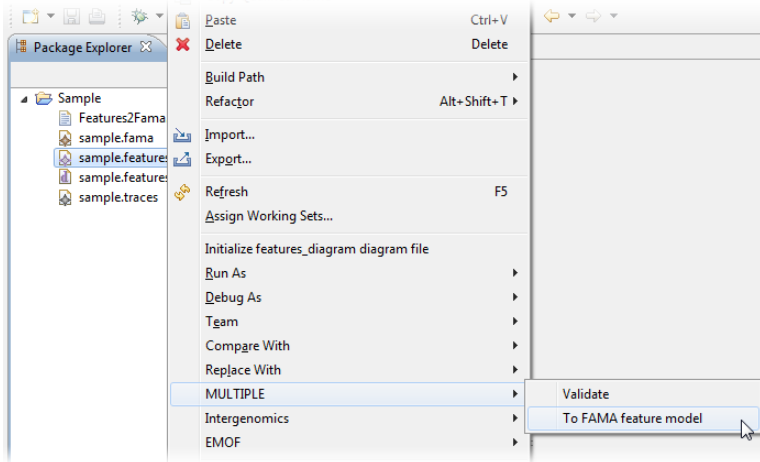 Paste Ctrl+V
Package Explorer
Delete Delete
Build Path
Refactor Alt+Shift+T
Sample
Features2Fama
sample.fama
sample.features
sample.features
sample.traces
Import...
Export...
Refresh F5
Assign Working Sets...
Initialize features_diagram diagram file
Run As
Debug As
Team
Compare With
Replace With
MULTIPLE
Validate
Intergenomics
To FAMA feature model
EMOF